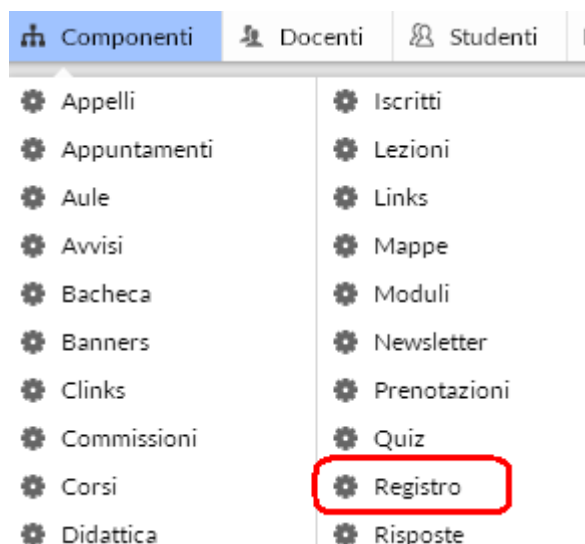 Componenti
Docenti
Studenti
Appelli
Appuntamenti
Aule
Avvisi
Bacheca
Banners
Clinks
Commissioni
Corsi
Didattica
Iscritti
Lezioni
Links
Mappe
Moduli
Newsletter
Prenotazioni
Quiz
Registro
Risposte